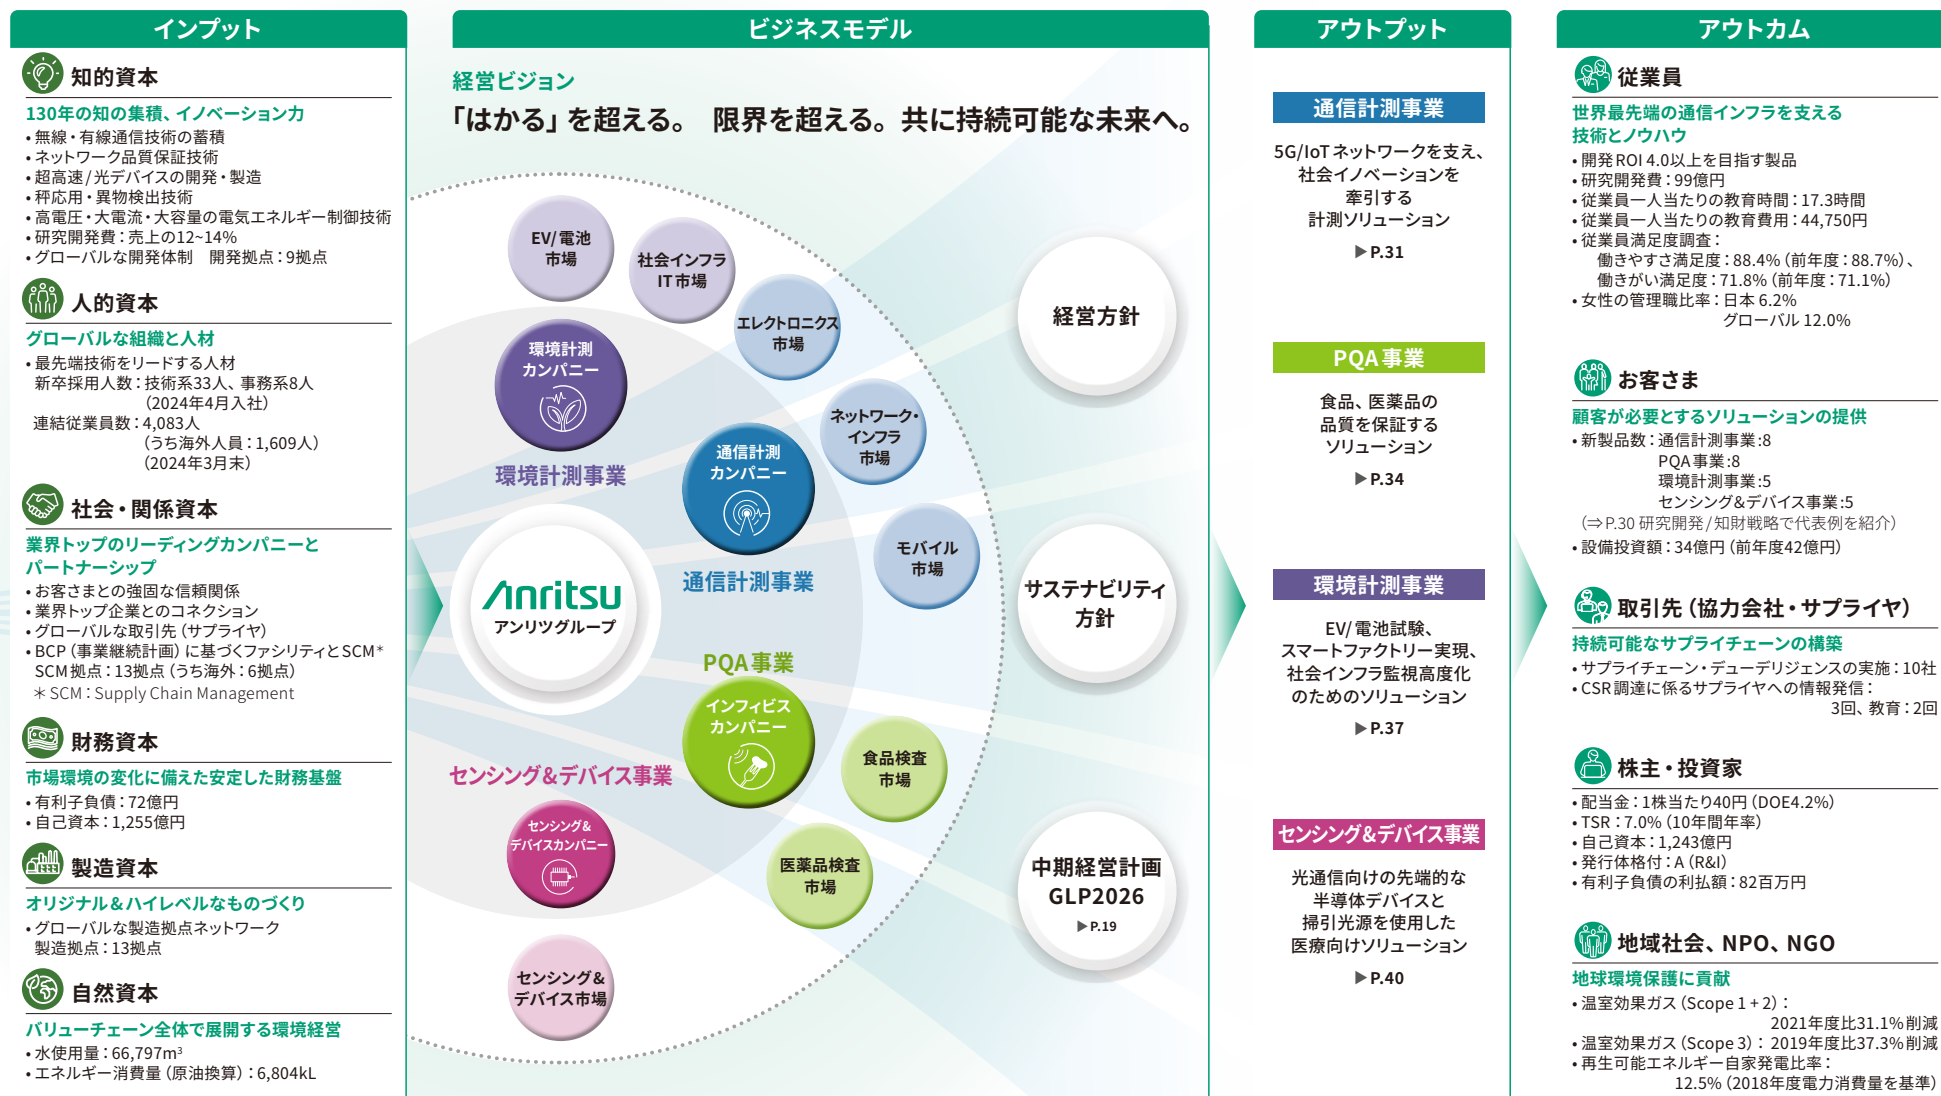 インプット
知的資本
130年の知の集積、イノベーション力
•無線・有線通信技術の蓄積
•ネットワーク品質保証技術
•超高速/光デバイスの開発・製造
•秤応用・異物検出技術
•高電圧・大電流・大容量の電気エネルギー制御技術
•研究開発費：売上の12~14%
•グローバルな開発体制　開発拠点：9拠点
人的資本
グローバルな組織と人材
•最先端技術をリードする人材
新卒採用人数：技術系33人、事務系8人
（2024年4月入社）
連結従業員数：4,083人
（うち海外人員：1,609人）
（2024年3月末）
社会・関係資本
業界トップのリーディングカンパニーと
パートナーシップ
•お客さまとの強固な信頼関係
•業界トップ企業とのコネクション
•グローバルな取引先（サプライヤ）
•BCP（事業継続計画）に基づくファシリティとSCM＊
SCM拠点：13拠点（うち海外：6拠点）
＊SCM：Supply Chain Management
財務資本
市場環境の変化に備えた安定した財務基盤
•有利子負債：72億円
•自己資本：1,255億円
製造資本
オリジナル＆ハイレベルなものづくり
•グローバルな製造拠点ネットワーク
製造拠点：13拠点
自然資本
バリューチェーン全体で展開する環境経営
•水使用量：66,797m³
•エネルギー消費量（原油換算）：6,804kL
ビジネスモデル
経営ビジョン
「はかる」を超える。　限界を超える。共に持続可能な未来へ。
EV/電池
市場
社会インフラ
IT市場
エレクトロニクス
市場
環境計測
カンパニー
環境計測事業
ネットワーク・
インフラ
市場
通信計測
カンパニー
通信計測事業
モバイル
市場
Anritsu
アンリツグループ
PQA事業
インフィビス
カンパニー
食品検査
市場
センシング&デバイス事業
センシング&
デバイスカンパニー
医薬品検査
市場
センシング&
デバイス市場
経営方針
サステナビリティ
方針
中期経営計画
GLP2026
▶P.19
アウトプット
通信計測事業
5G/IoTネットワークを支え、
社会イノベーションを
牽引する
計測ソリューション
▶P.31
PQA事業
食品、医薬品の
品質を保証する
ソリューション
▶P.34
環境計測事業
EV/電池試験、
スマートファクトリー実現、
社会インフラ監視高度化
のためのソリューション
▶P.37
センシング&デバイス事業
光通信向けの先端的な
半導体デバイスと
掃引光源を使用した
医療向けソリューション
▶P.40
アウトカム
従業員
世界最先端の通信インフラを支える
技術とノウハウ
•開発ROI 4.0以上を目指す製品
•研究開発費：99億円
•従業員一人当たりの教育時間：17.3時間
•従業員一人当たりの教育費用：44,750円
•従業員満足度調査：
働きやすさ満足度：88.4%（前年度：88.7%）、
働きがい満足度：71.8%（前年度：71.1%）
•女性の管理職比率：日本 6.2%
グローバル 12.0%
お客さま
顧客が必要とするソリューションの提供
•新製品数：通信計測事業:8
PQA事業:8
環境計測事業:5
センシング&デバイス事業:5
（⇒P.30 研究開発/知財戦略で代表例を紹介）
•設備投資額：34億円（前年度42億円）
取引先（協力会社・サプライヤ）
持続可能なサプライチェーンの構築
•サプライチェーン・デューデリジェンスの実施：10社
•CSR調達に係るサプライヤへの情報発信：
3回、教育：2回
株主・投資家
•配当金：1株当たり40円（DOE4.2%）
•TSR：7.0%（10年間年率）
•自己資本：1,243億円
•発行体格付：A（R&I）
•有利子負債の利払額：82百万円
地域社会、NPO、NGO
地球環境保護に貢献
•温室効果ガス（Scope 1 + 2）：
2021年度比31.1%削減
•温室効果ガス（Scope 3）：2019年度比37.3%削減
•再生可能エネルギー自家発電比率：
12.5%（2018年度電力消費量を基準）